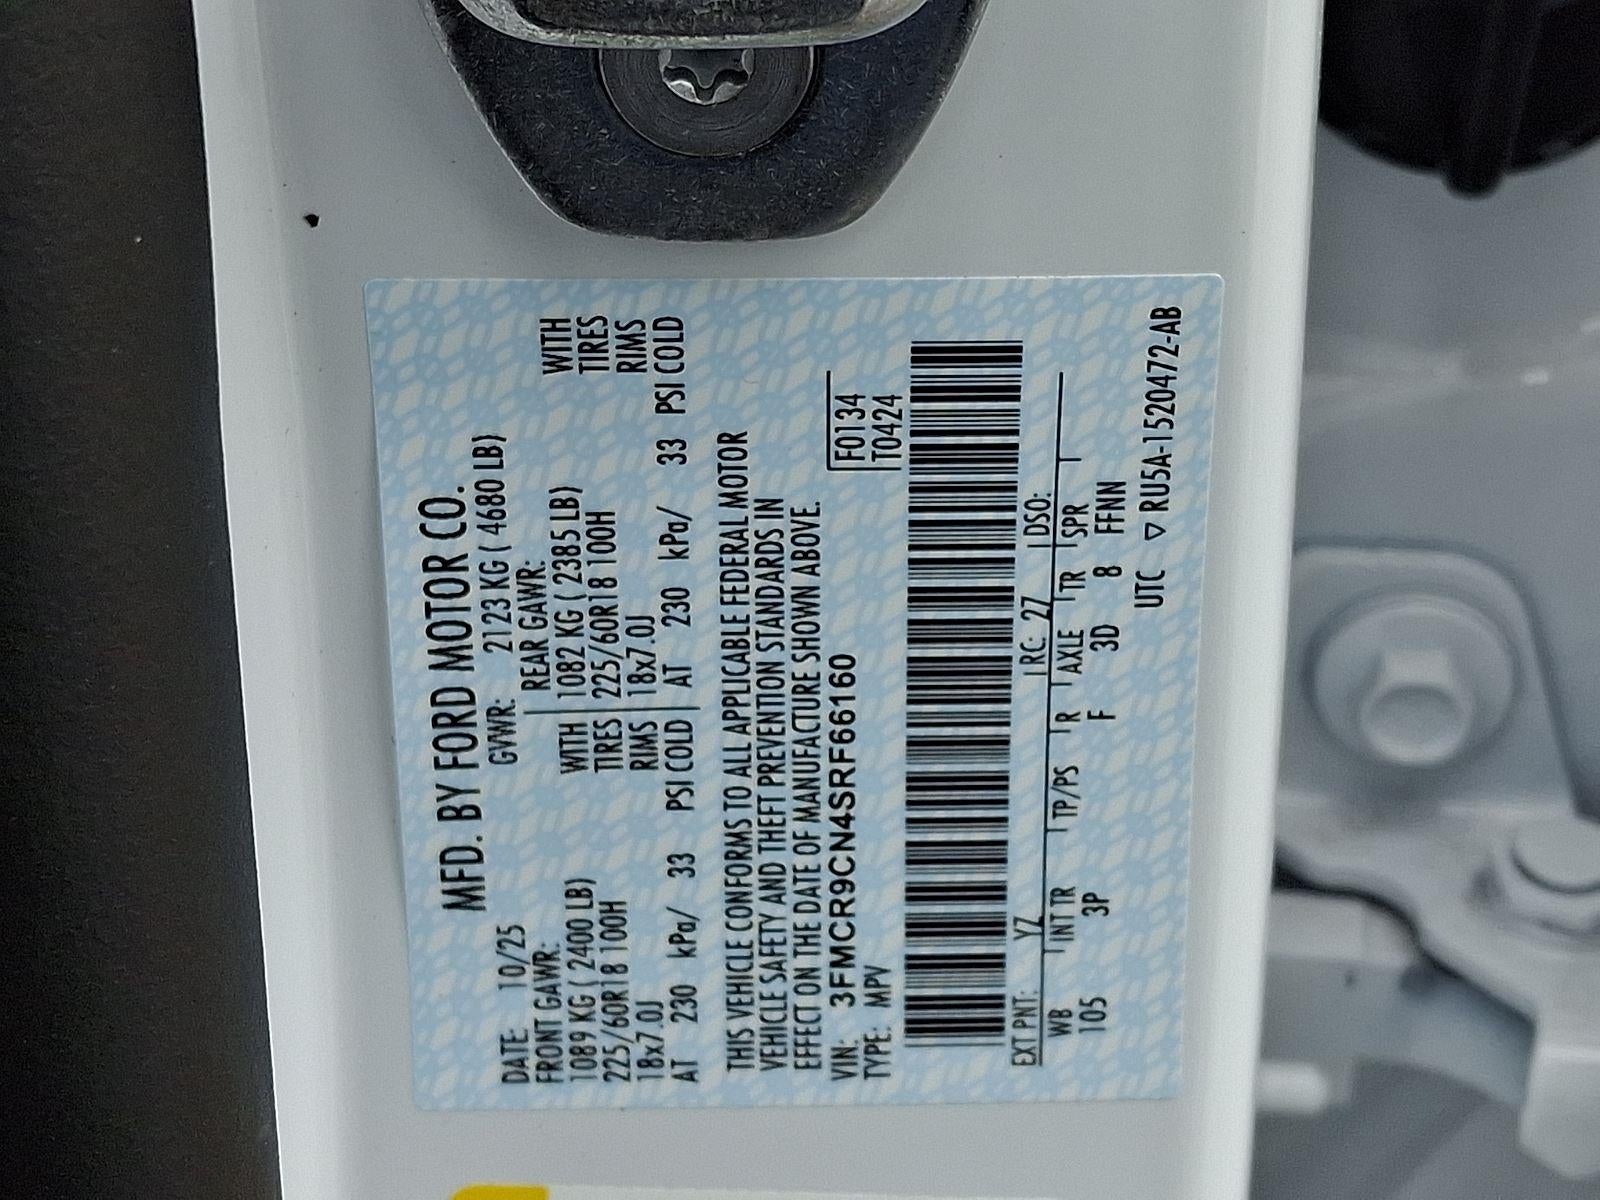 MFD. BY FORD MOTOR CO.
DATE: 10/25 GVWR: 2123 KG ( 4680 LB)
FRONT GAWR: REAR GAWR:
1089 KG ( 2400 LB) WITH 1082 KG ( 2385 LB) WITH
225/60R18 100H TIRES 225/60R18 100H TIRES
18x7.0J RIMS 18x7.0J RIMS
AT 230 kPa/ 33 PSI COLD AT 230 kPa/ 33 PSI COLD
THIS VEHICLE CONFORMS TO ALL APPLICABLE FEDERAL MOTOR
VEHICLE SAFETY AND THEFT PREVENTION STANDARDS IN
EFFECT ON THE DATE OF MANUFACTURE SHOWN ABOVE.
VIN: 3FMCR9CN4SRF66160 F0134
TYPE: MPV T0424
EXT PNT: YZ RC: 27 DSO:
WB INT TR TP/PS R AXLE TR SPR
105 3P F 3D 8 FFNN
UTC ▽ RU5A-1520472-AB